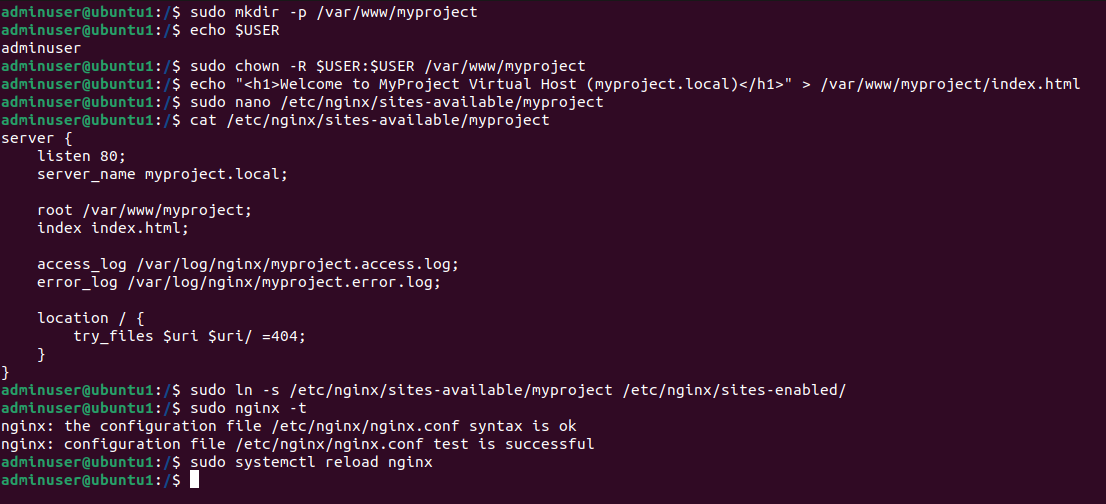 adminuser@ubuntu1:/$ sudo mkdir -p /var/www/myproject
adminuser@ubuntu1:/$ echo $USER
adminuser
adminuser@ubuntu1:/$ sudo chown -R $USER:$USER /var/www/myproject
adminuser@ubuntu1:/$ echo "<h1>Welcome to MyProject Virtual Host (myproject.local)</h1>" > /var/www/myproject/index.html
adminuser@ubuntu1:/$ sudo nano /etc/nginx/sites-available/myproject
adminuser@ubuntu1:/$ cat /etc/nginx/sites-available/myproject
server {
    listen 80;
    server_name myproject.local;

    root /var/www/myproject;
    index index.html;

    access_log /var/log/nginx/myproject.access.log;
    error_log /var/log/nginx/myproject.error.log;

    location / {
        try_files $uri $uri/ =404;
    }
}
adminuser@ubuntu1:/$ sudo ln -s /etc/nginx/sites-available/myproject /etc/nginx/sites-enabled/
adminuser@ubuntu1:/$ sudo nginx -t
nginx: the configuration file /etc/nginx/nginx.conf syntax is ok
nginx: configuration file /etc/nginx/nginx.conf test is successful
adminuser@ubuntu1:/$ sudo systemctl reload nginx
adminuser@ubuntu1:/$